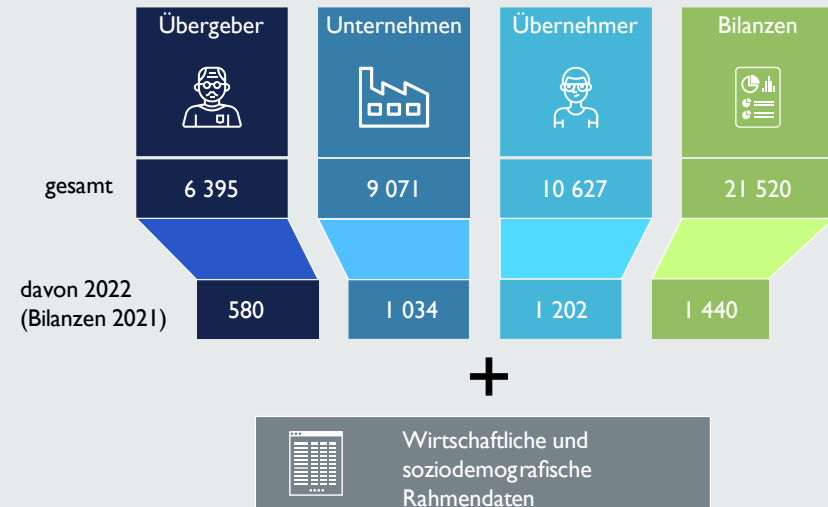 Übergeber Unternehmen Übernehmer Bilanzen
gesamt 6 395 9 071 10 627 21 520
davon 2022
(Bilanzen 2021) 580 1 034 1 202 1 440
+
Wirtschaftliche und
soziodemografische
Rahmendaten